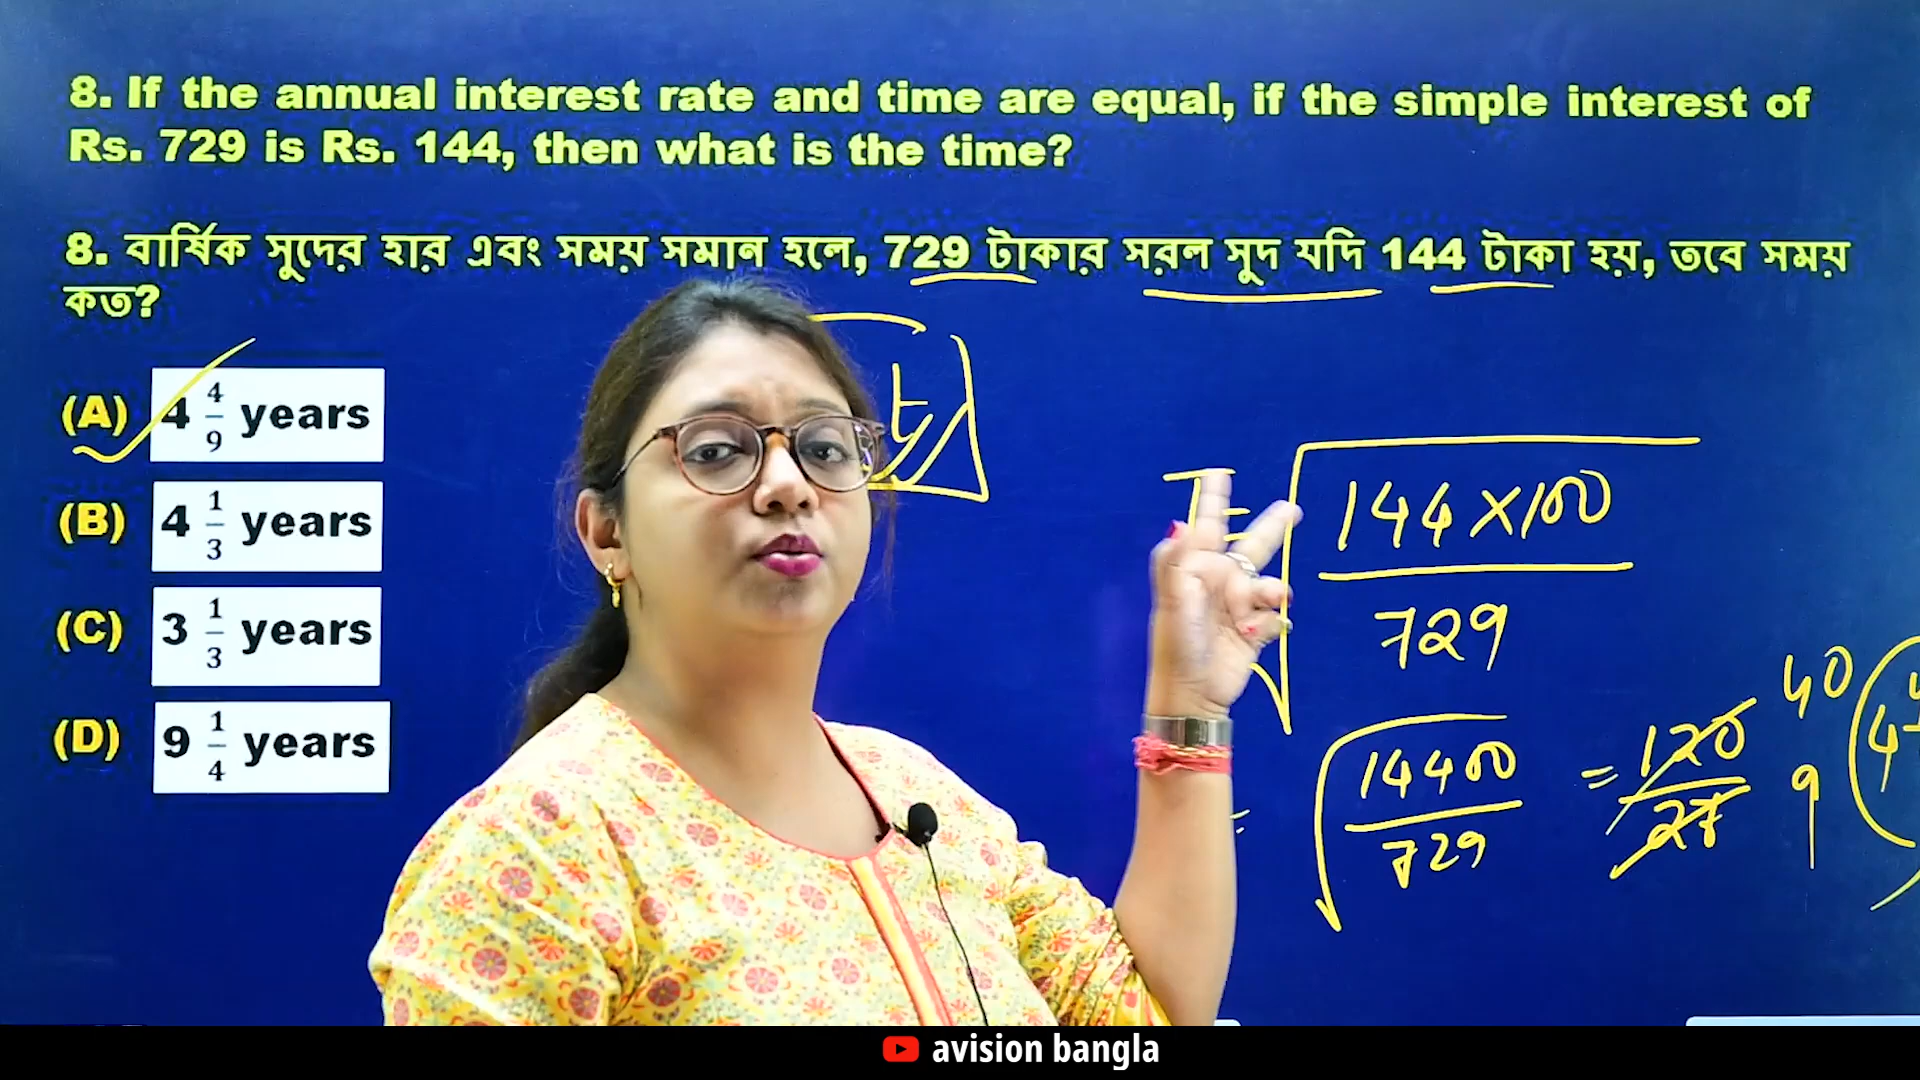 8. If the annual interest rate and time are equal, if the simple interest of
Rs. 729 is Rs. 144, then what is the time?
8. বার্ষিক সুদের হার এবং সময় সমান হলে, 729 টাকার সরল সুদ যদি 144 টাকা হয়, তবে সময়
কত?
(A) 4 4/9 years
(B) 4 1/3 years
(C) 3 1/3 years
(D) 9 1/4 years
t
T = √ 144 × 100 / 729
= √ 14400 / 729 = 120 / 27 40 / 9
avision bangla